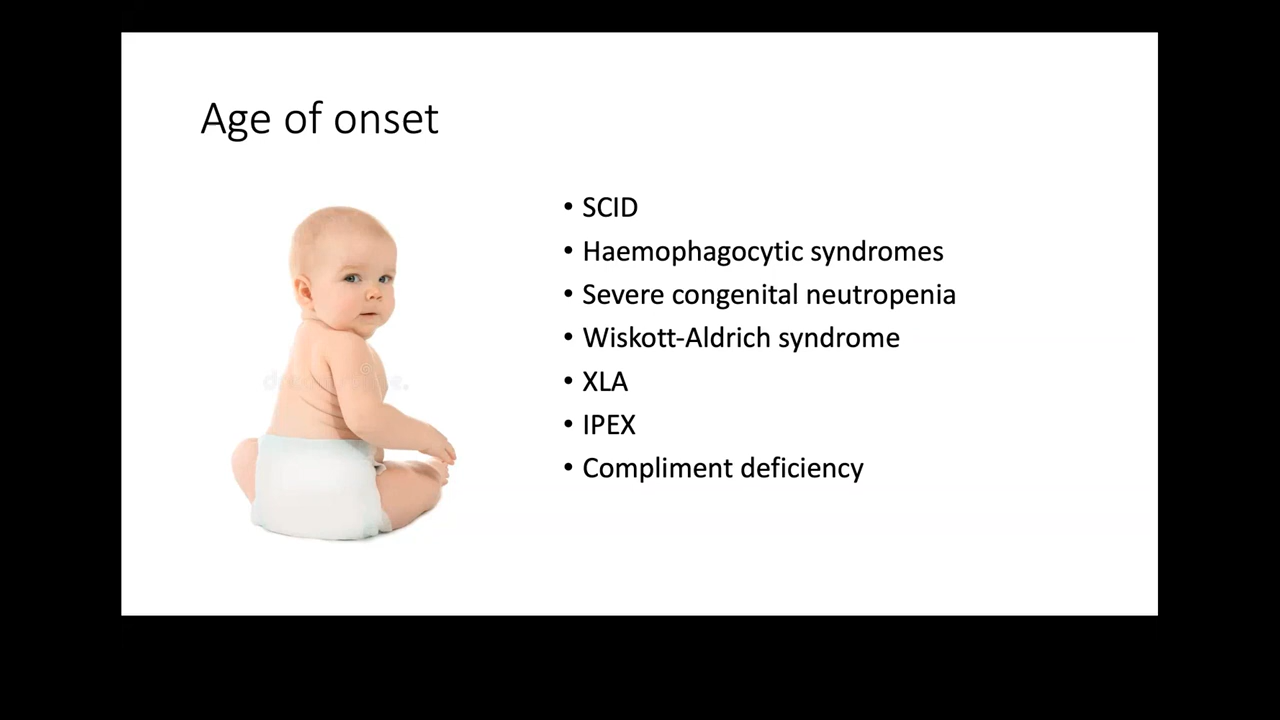 Age of onset
• SCID
• Haemophagocytic syndromes
• Severe congenital neutropenia
• Wiskott-Aldrich syndrome
• XLA
• IPEX
• Compliment deficiency